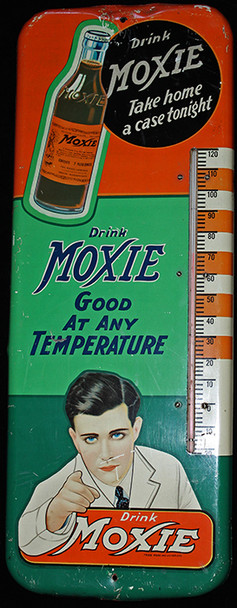 Drink
MOXIE
Take home
a case tonight
MOXIE
MOXIE
120
110
100
90
80
70
60
50
40
30
20
10
0
Drink
MOXIE
GOOD
AT ANY
TEMPERATURE
Drink
MOXIE